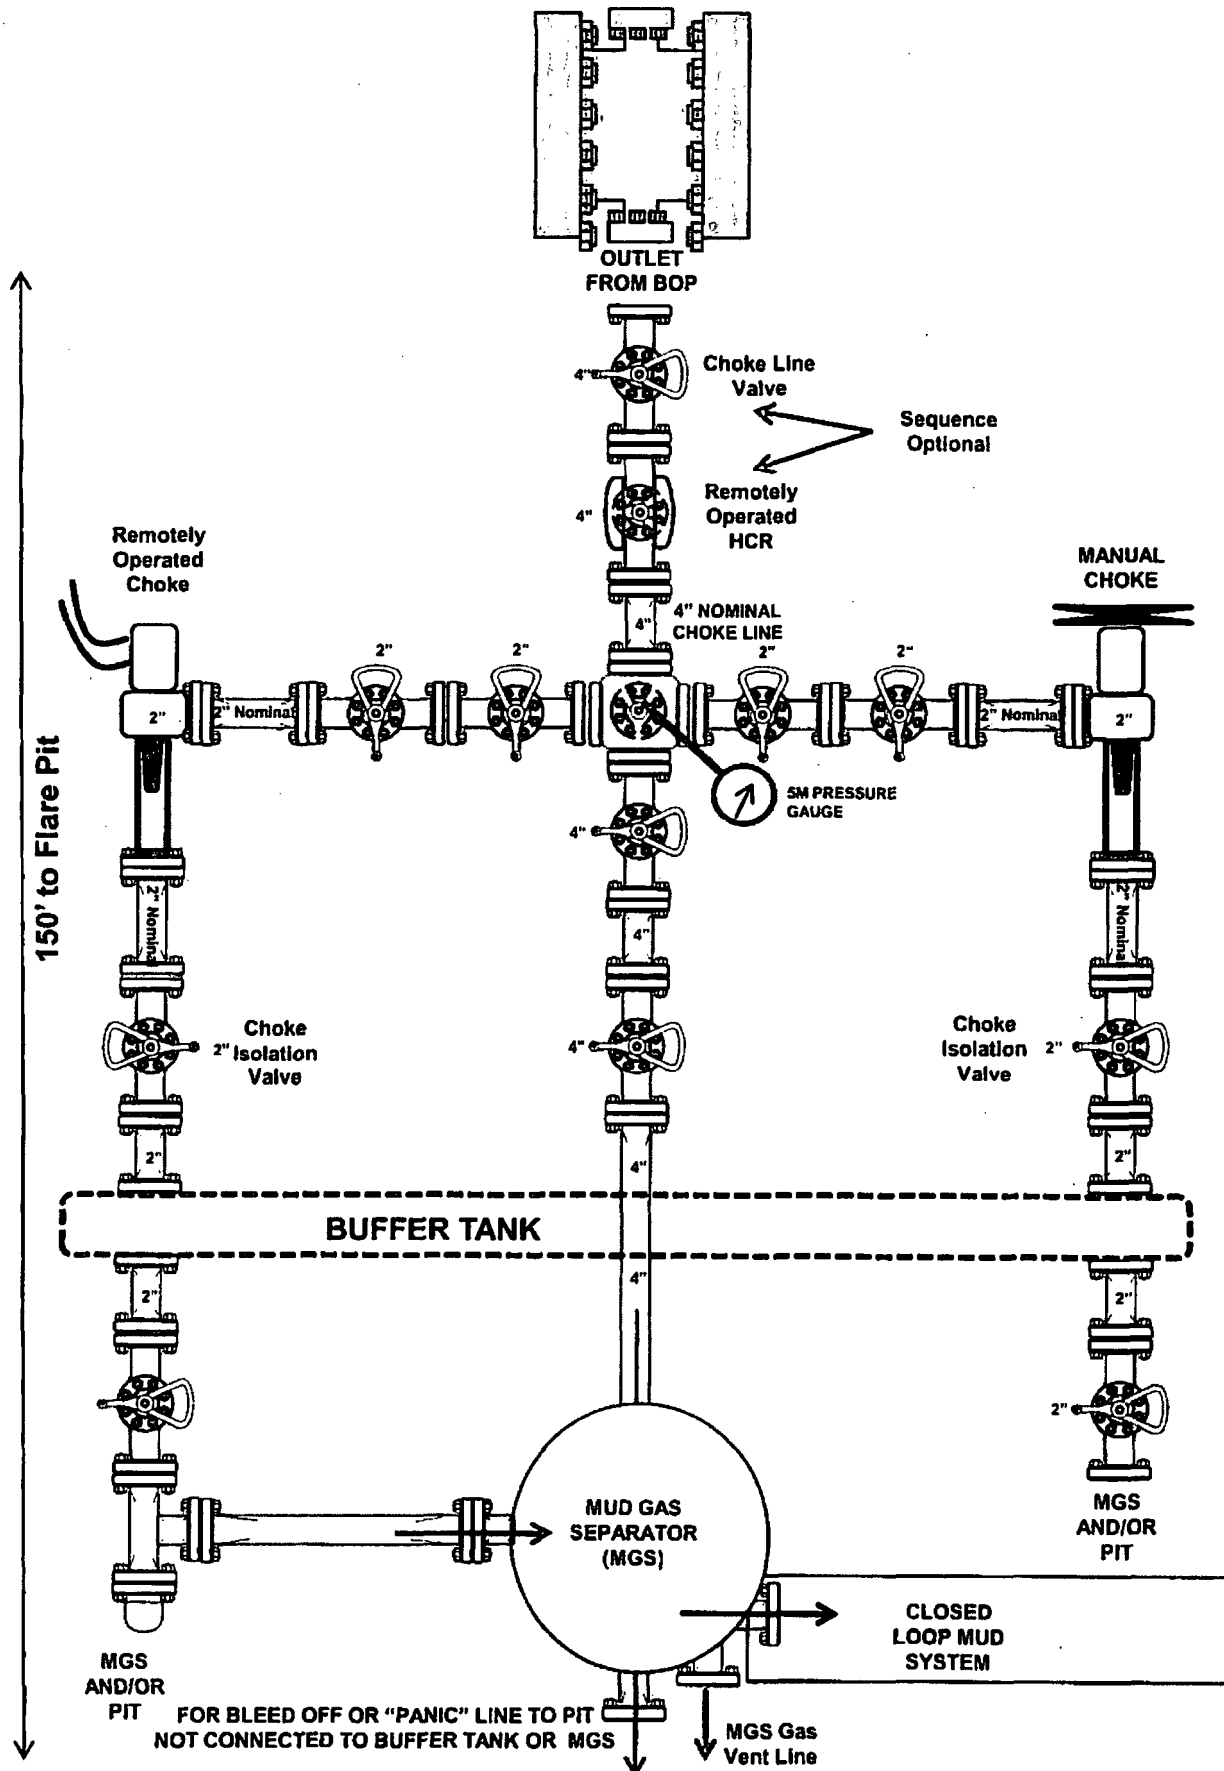 OUTLET
FROM BOP
4"
Choke Line
Valve
Sequence
Optional
4"
Remotely
Operated
HCR
Remotely
Operated
Choke
MANUAL
CHOKE
4"
4" NOMINAL
CHOKE LINE
2"
2"
2"
2"
2"
2" Nominal
2" Nominal
2"
5M PRESSURE
GAUGE
4"
150' to Flare Pit
2" Nominal
4"
2" Nominal
2"
Choke
Isolation
Valve
4"
Choke
Isolation
Valve
2"
2"
4"
2"
BUFFER TANK
2"
4"
2"
2"
MUD GAS
SEPARATOR
(MGS)
MGS
AND/OR
PIT
CLOSED
LOOP MUD
SYSTEM
MGS
AND/OR
PIT
FOR BLEED OFF OR "PANIC" LINE TO PIT
NOT CONNECTED TO BUFFER TANK OR MGS
MGS Gas
Vent Line